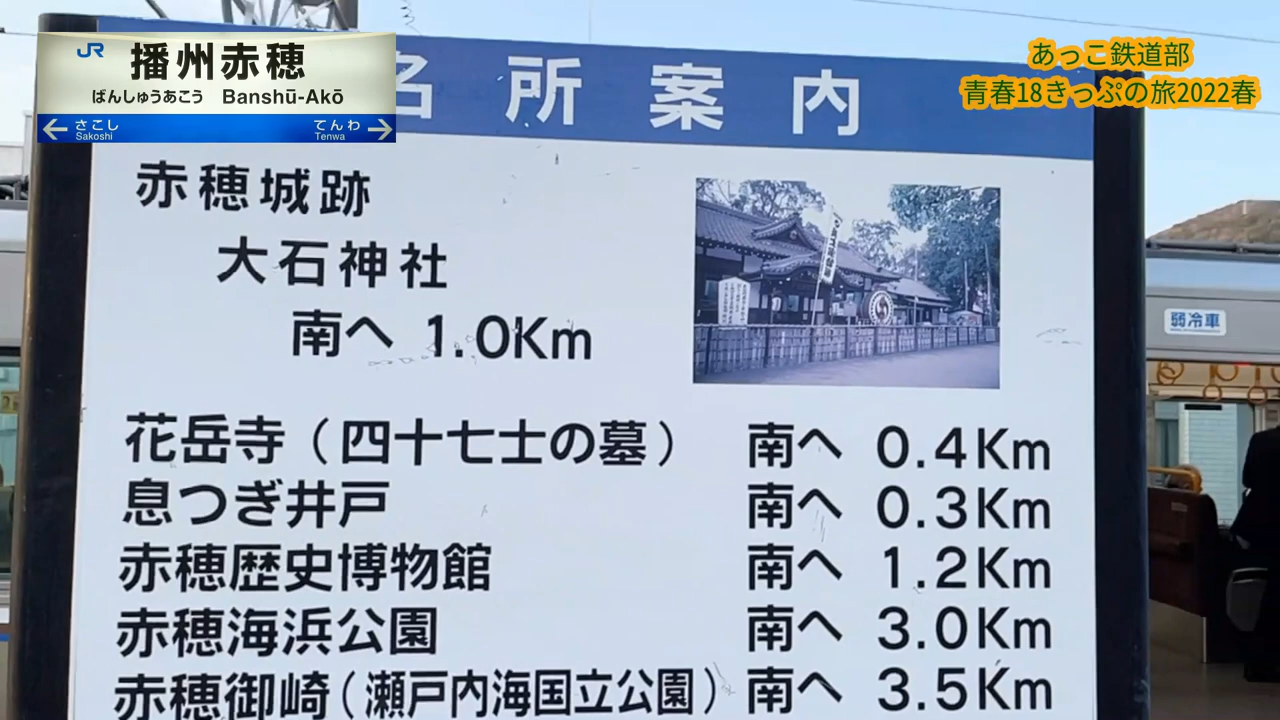 JR 播州赤穂
ばんしゅうあこう Banshū-Akō
さこし てんわ
Sakoshi Tenwa
あっこ鉄道部
青春18きっぷの旅2022春
名所案内
赤穂城跡
大石神社
南へ 1.0Km
花岳寺(四十七士の墓) 南へ 0.4Km
息つぎ井戸 南へ 0.3Km
赤穂歴史博物館 南へ 1.2Km
赤穂海浜公園 南へ 3.0Km
赤穂御崎(瀬戸内海国立公園) 南へ 3.5Km
弱冷車